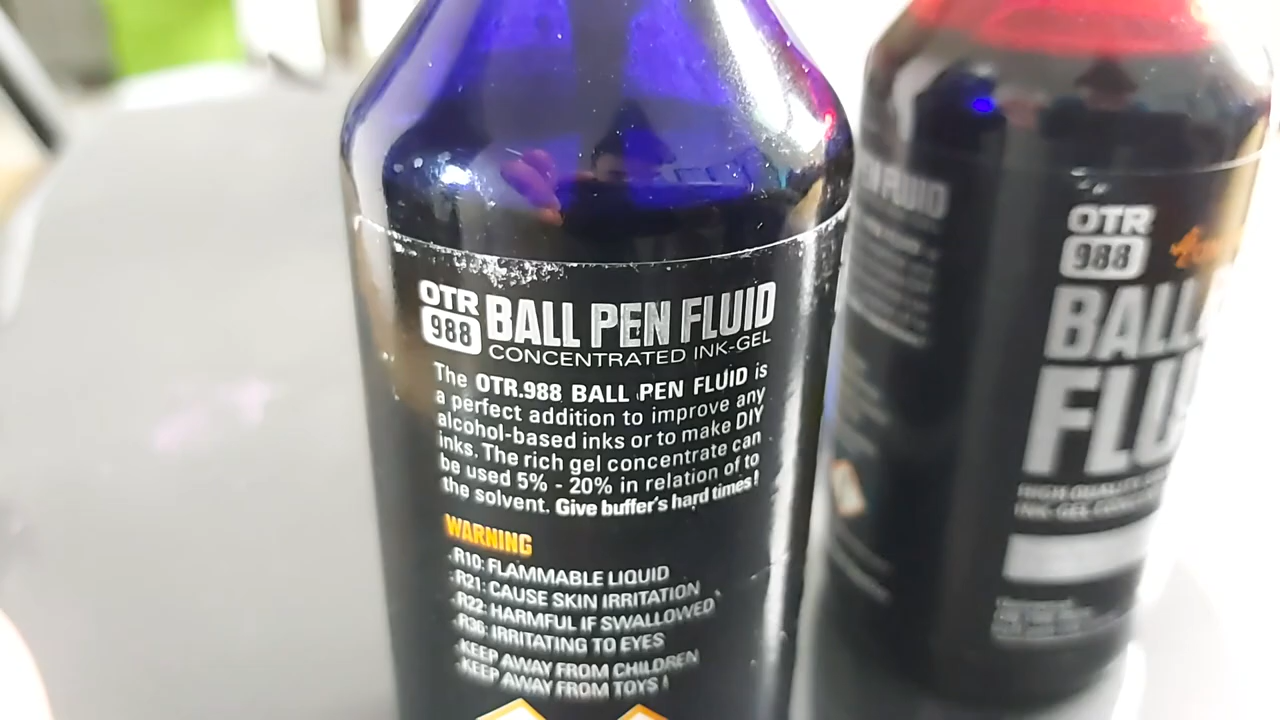 OTR
988
BALL PEN FLUID
CONCENTRATED INK-GEL
The OTR.988 BALL PEN FLUID is
a perfect addition to improve any
alcohol-based inks or to make DIY
inks. The rich gel concentrate can
be used 5% - 20% in relation of to
the solvent. Give buffer's hard times!
WARNING
.R10: FLAMMABLE LIQUID
.R21: CAUSE SKIN IRRITATION
.R22: HARMFUL IF SWALLOWED
.R36: IRRITATING TO EYES
.KEEP AWAY FROM CHILDREN
.KEEP AWAY FROM TOYS !
PEN FLUID
OTR
988
BALL
FLU